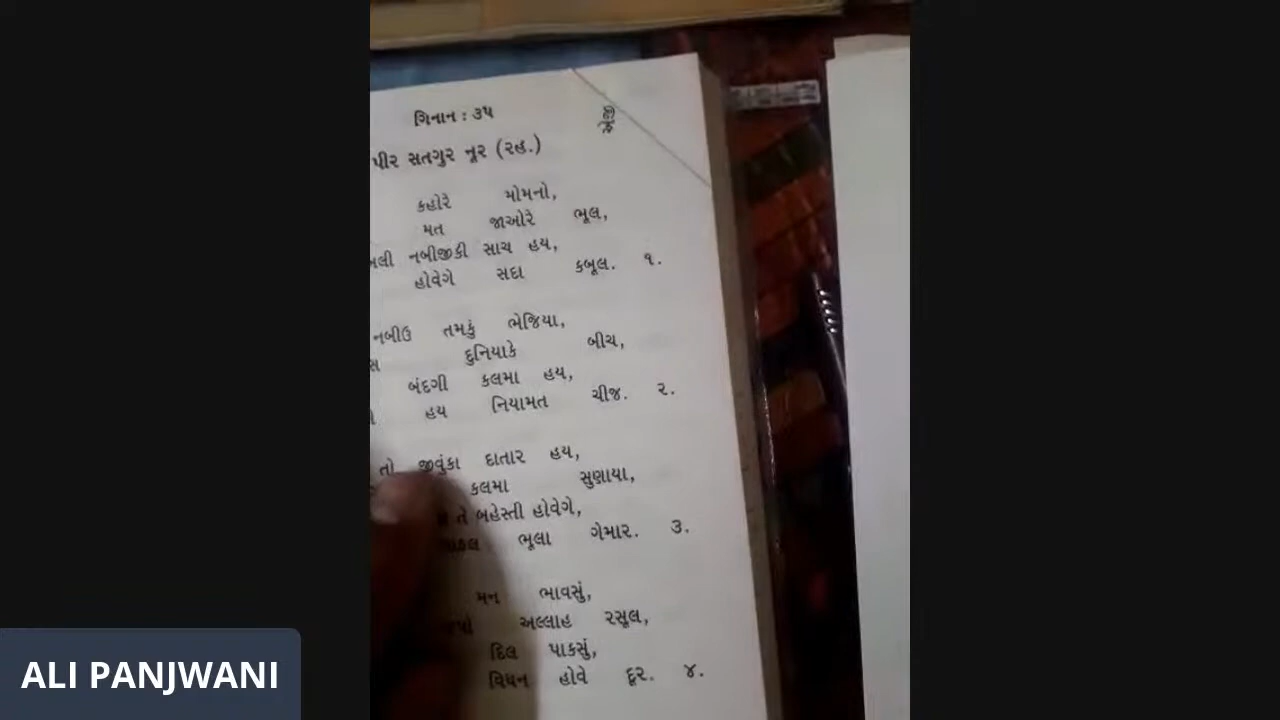 ગિનાન : ૩૫
પીર સતગુર નૂર (રહ.)
કહોરે મોમનો,
મત જાઓરે ભૂલ,
નબીજીકી સાચ હય,
હોવેગે સદા કબૂલ. ૧.
નબીઉ તમકું ભેજિયા,
દુનિયાકે બીચ,
બંદગી કલમા હય,
હય નિયામત ચીજ. ૨.
તો જીવુંકા દાતાર હય,
કલમા સુણાયા,
તે બહેસ્તી હોવેગે,
ભૂલા ગેમાર. ૩.
મન ભાવસું,
અલ્લાહ રસૂલ,
દિલ પાકસું,
વિઘન હોવે દૂર. ૪.
ALI PANJWANI